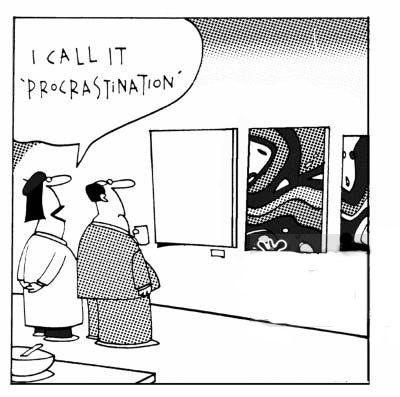 I CALL IT
'PROCRASTINATION'